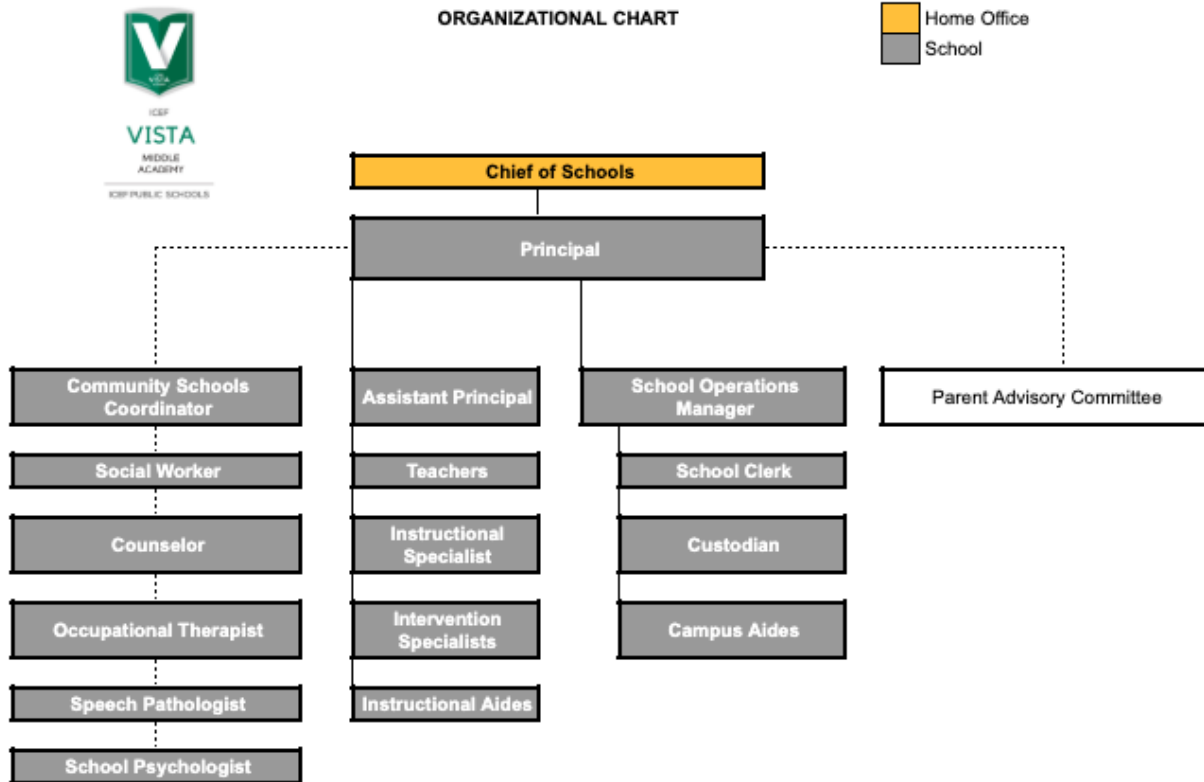 ORGANIZATIONAL CHART
Home Office
School
ICEF
VISTA
MIDDLE
ACADEMY
ICEF PUBLIC SCHOOLS
Chief of Schools
Principal
Community Schools
Coordinator
Assistant Principal
School Operations
Manager
Parent Advisory Committee
Social Worker
Teachers
School Clerk
Counselor
Instructional
Specialist
Custodian
Occupational Therapist
Intervention
Specialists
Campus Aides
Speech Pathologist
Instructional Aides
School Psychologist